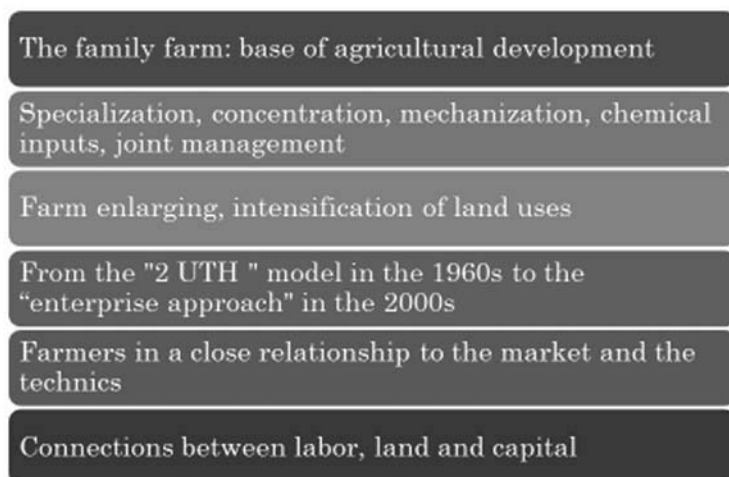 The family farm: base of agricultural development
Specialization, concentration, mechanization, chemical
inputs, joint management
Farm enlarging, intensification of land uses
From the "2 UTH " model in the 1960s to the
“enterprise approach" in the 2000s
Farmers in a close relationship to the market and the
technics
Connections between labor, land and capital